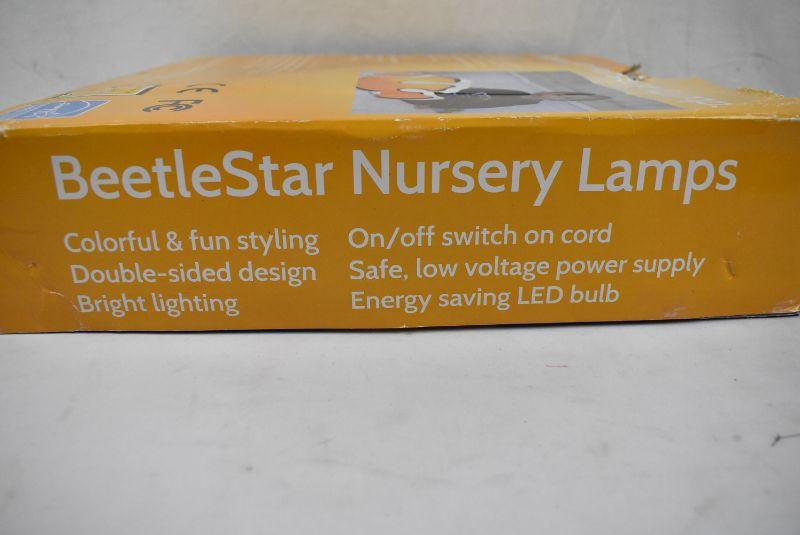 CE
BeetleStar Nursery Lamps
Colorful & fun styling
Double-sided design
Bright lighting
On/off switch on cord
Safe, low voltage power supply
Energy saving LED bulb